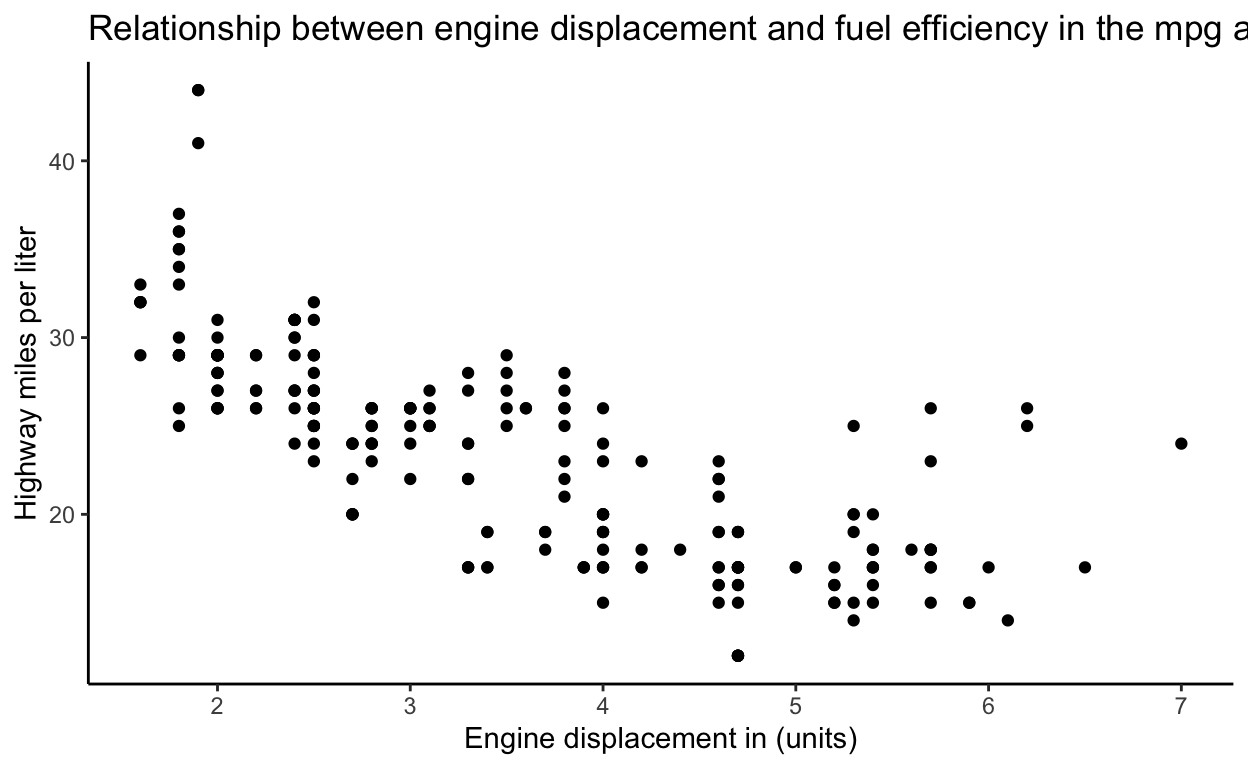 Relationship between engine displacement and fuel efficiency in the mpg a
40
30
20
Highway miles per liter
2 3 4 5 6 7
Engine displacement in (units)